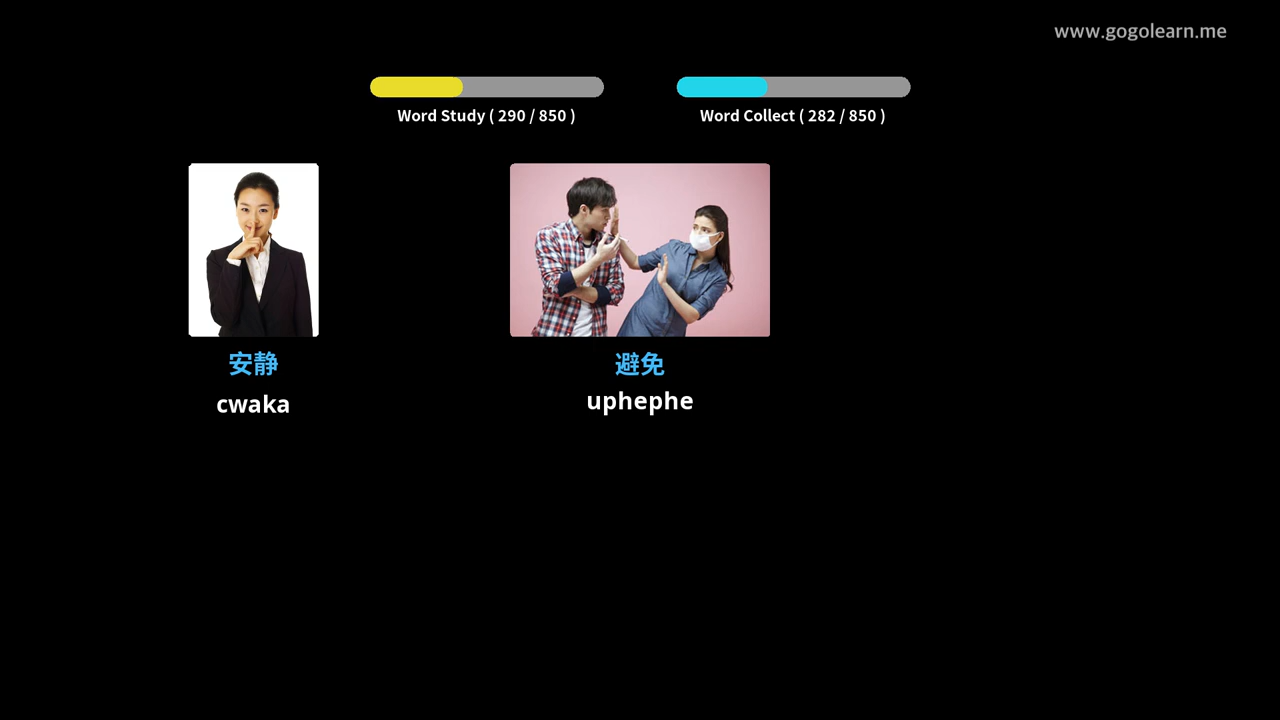 www.gogolearn.me
Word Study ( 290 / 850 )
Word Collect ( 282 / 850 )
安静
cwaka
避免
uphephe